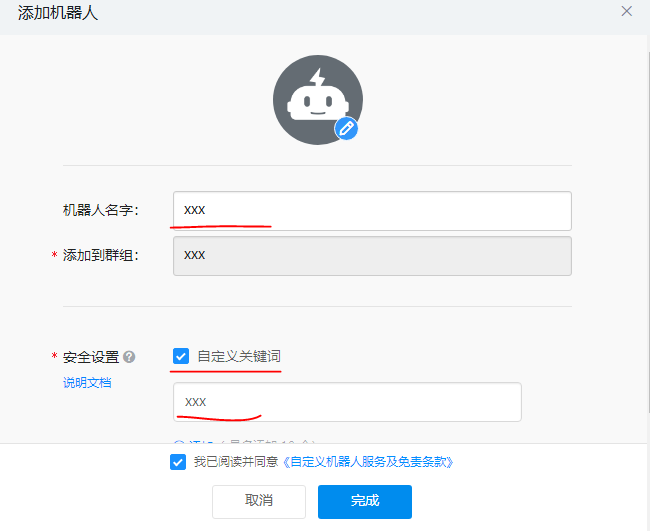 添加机器人
机器人名字：
xxx
* 添加到群组：
xxx
* 安全设置 ?
自定义关键词
说明文档
xxx
我已阅读并同意《自定义机器人服务及免责条款》
取消
完成